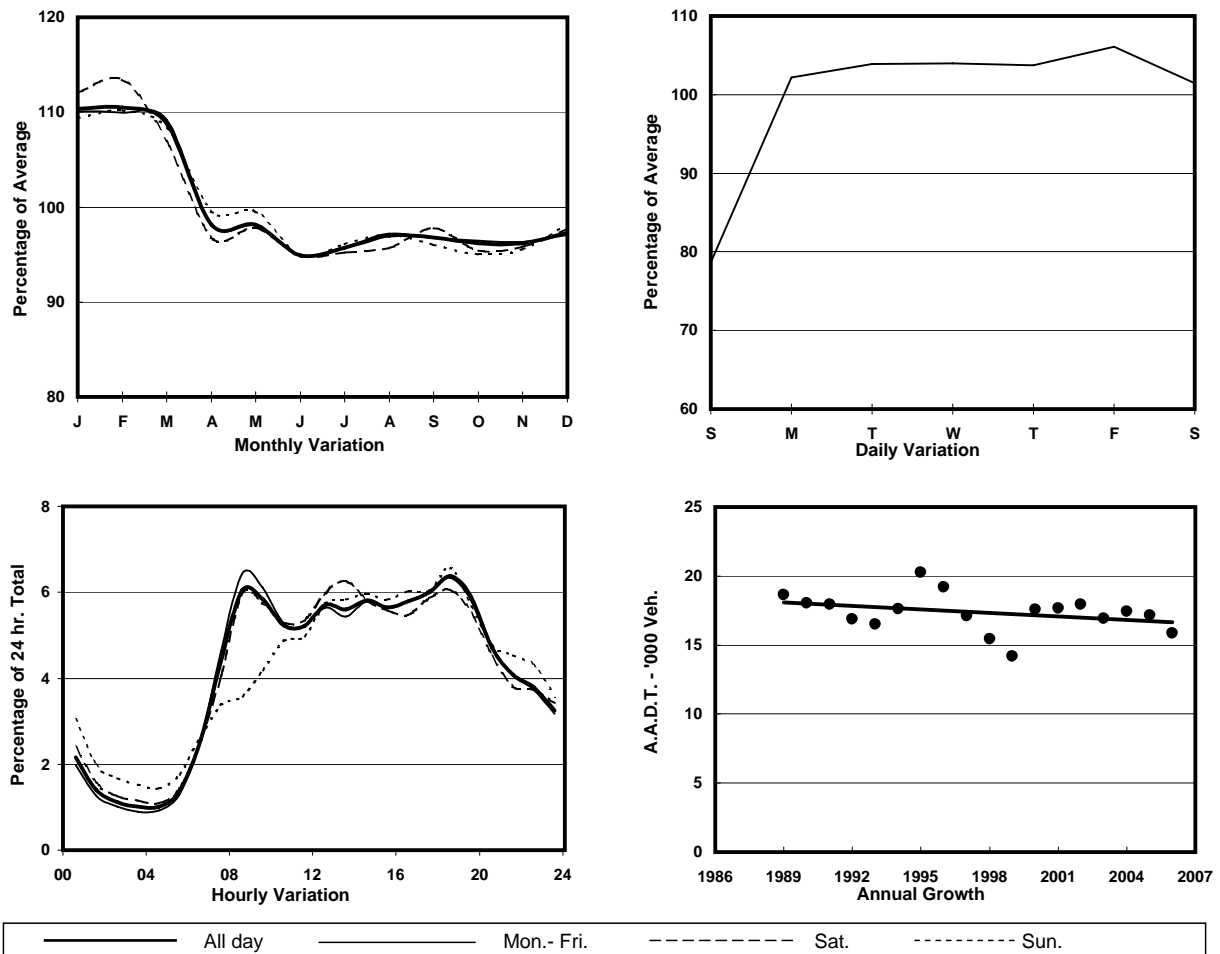 120
110
100
90
80
Percentage of Average
J F M A M J J A S O N D
Monthly Variation
110
100
90
80
70
60
Percentage of Average
S M T W T F S
Daily Variation
8
6
4
2
0
Percentage of 24 hr. Total
00 04 08 12 16 20 24
Hourly Variation
25
20
15
10
5
0
A.A.D.T. - '000 Veh.
1986 1989 1992 1995 1998 2001 2004 2007
Annual Growth
All day Mon.- Fri. Sat. Sun.